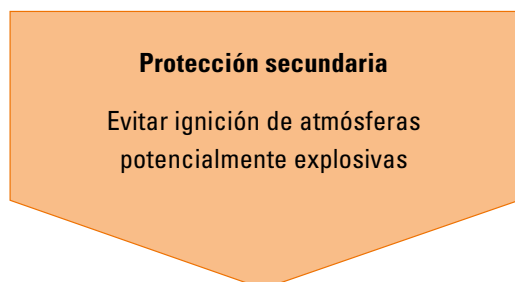 Protección secundaria
Evitar ignición de atmósferas
potencialmente explosivas